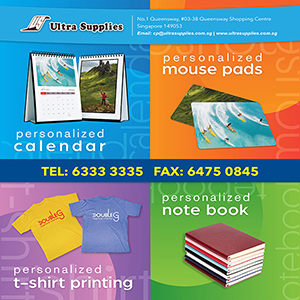 Ultra Supplies
No.1 Queensway, #03-38 Queensway Shopping Centre
Singapore 149053
Email: cp@ultrasupplies.com.sg | www.ultrasupplies.com.sg
personalized
calendar
personalized
mouse pads
TEL: 6333 3335 FAX: 6475 0845
personalized
t-shirt printing
personalized
note book